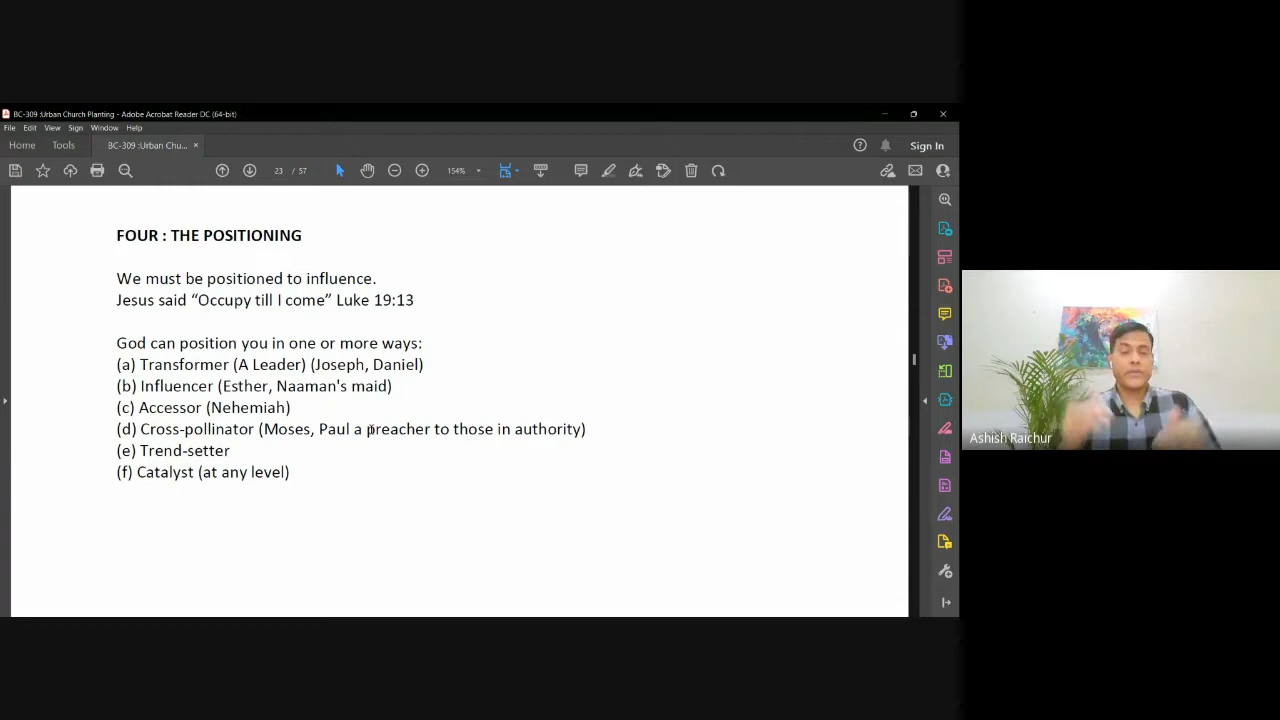 BC-309 :Urban Church Planting - Adobe Acrobat Reader DC (64-bit)
File Edit View Sign Window Help
Home Tools BC-309 :Urban Chu... × Sign In
23 / 57 154%
FOUR : THE POSITIONING
We must be positioned to influence.
Jesus said “Occupy till I come” Luke 19:13
God can position you in one or more ways:
(a) Transformer (A Leader) (Joseph, Daniel)
(b) Influencer (Esther, Naaman's maid)
(c) Accessor (Nehemiah)
(d) Cross-pollinator (Moses, Paul a preacher to those in authority)
(e) Trend-setter
(f) Catalyst (at any level)
Ashish Raichur